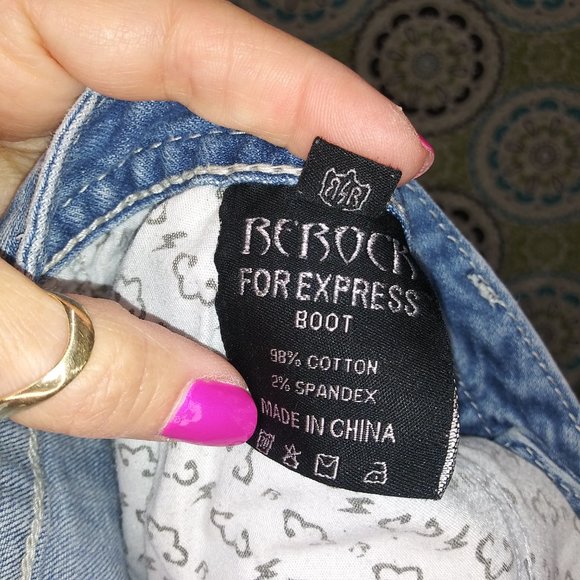 REROCK
FOR EXPRESS
BOOT
98% COTTON
2% SPANDEX
MADE IN CHINA